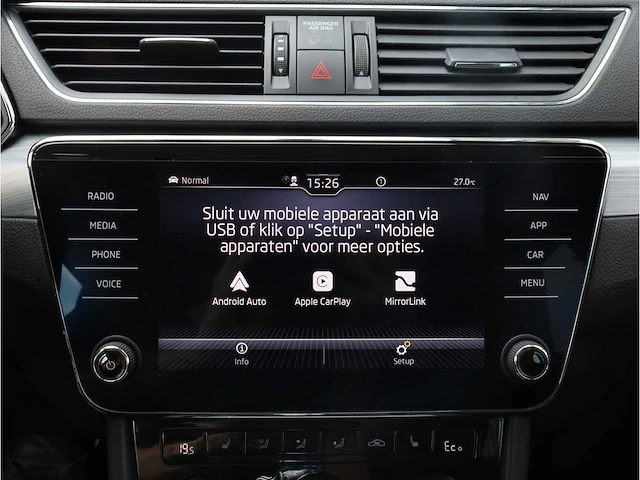 PASSENGER
AIR BAG
Normal
15:26
27.0°C
RADIO
MEDIA
PHONE
VOICE
Sluit uw mobiele apparaat aan via
USB of klik op "Setup" - "Mobiele
apparaten" voor meer opties.
Android Auto
Apple CarPlay
MirrorLink
Info
Setup
NAV
APP
CAR
MENU
19,5
Eco